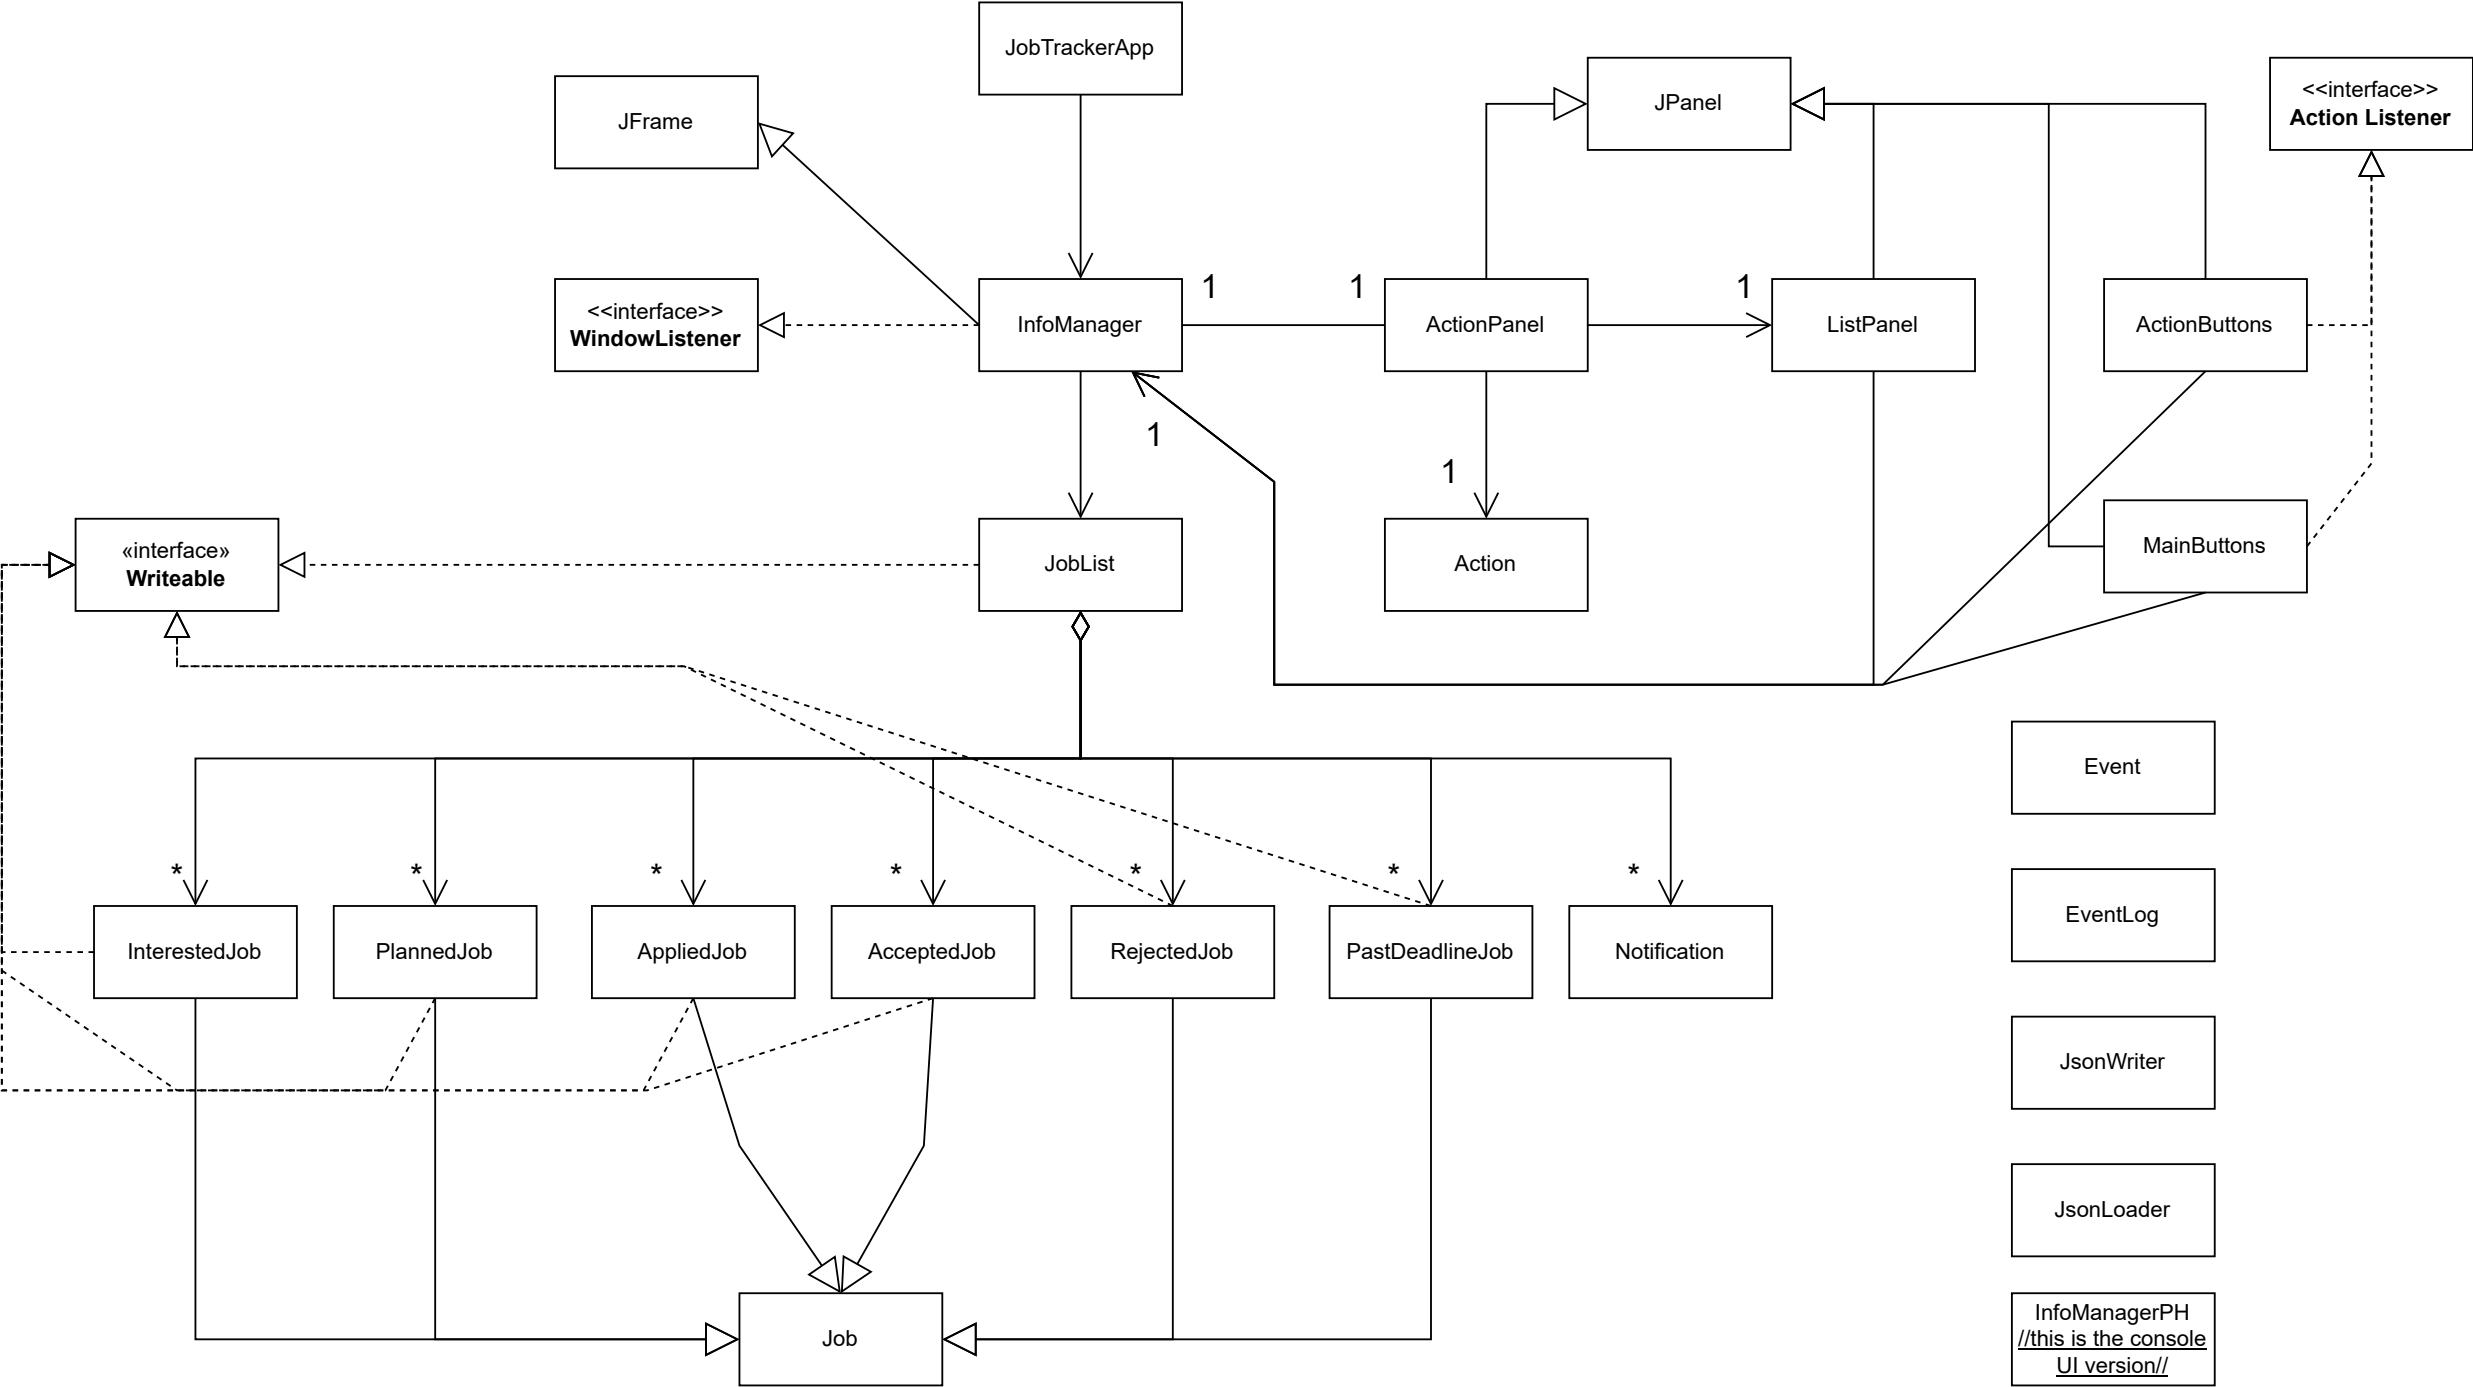 JobTrackerApp
JFrame
JPanel
<<interface>>
Action Listener
<<interface>>
WindowListener
InfoManager
1
1
ActionPanel
1
ListPanel
ActionButtons
1
1
«interface»
Writeable
JobList
Action
MainButtons
Event
*
*
*
*
*
*
*
InterestedJob
PlannedJob
AppliedJob
AcceptedJob
RejectedJob
PastDeadlineJob
Notification
EventLog
JsonWriter
JsonLoader
Job
InfoManagerPH
//this is the console
UI version//